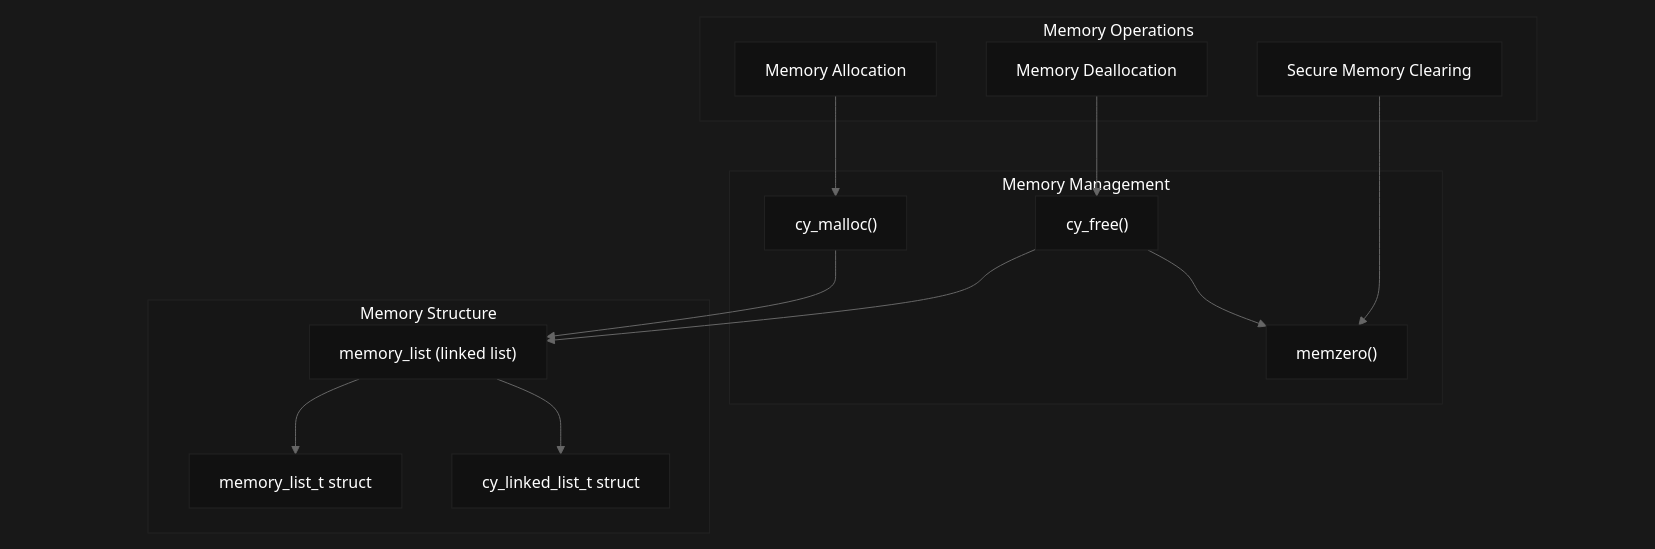 Memory Operations
Memory Allocation
Memory Deallocation
Secure Memory Clearing
Memory Management
cy_malloc()
cy_free()
memzero()
Memory Structure
memory_list (linked list)
memory_list_t struct
cy_linked_list_t struct